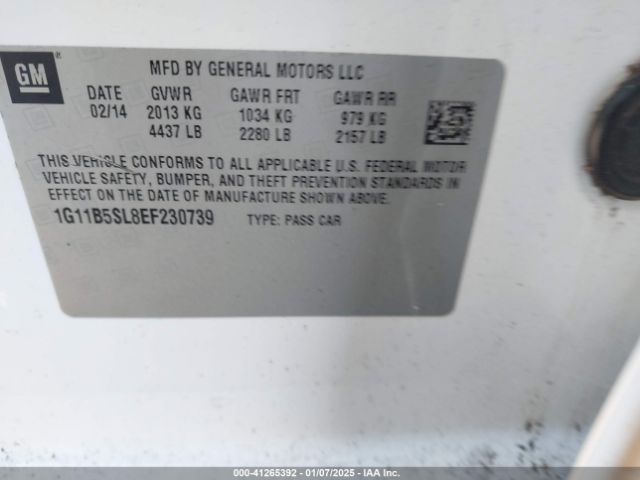 GM
MFD BY GENERAL MOTORS LLC
DATE GVWR GAWR FRT GAWR RR
02/14 2013 KG 1034 KG 979 KG
4437 LB 2280 LB 2157 LB
THIS VEHICLE CONFORMS TO ALL APPLICABLE U.S. FEDERAL MOTOR
VEHICLE SAFETY, BUMPER, AND THEFT PREVENTION STANDARDS IN
EFFECT ON THE DATE OF MANUFACTURE SHOWN ABOVE.
1G11B5SL8EF230739 TYPE: PASS CAR
000-41265392 - 01/07/2025 - IAA Inc.